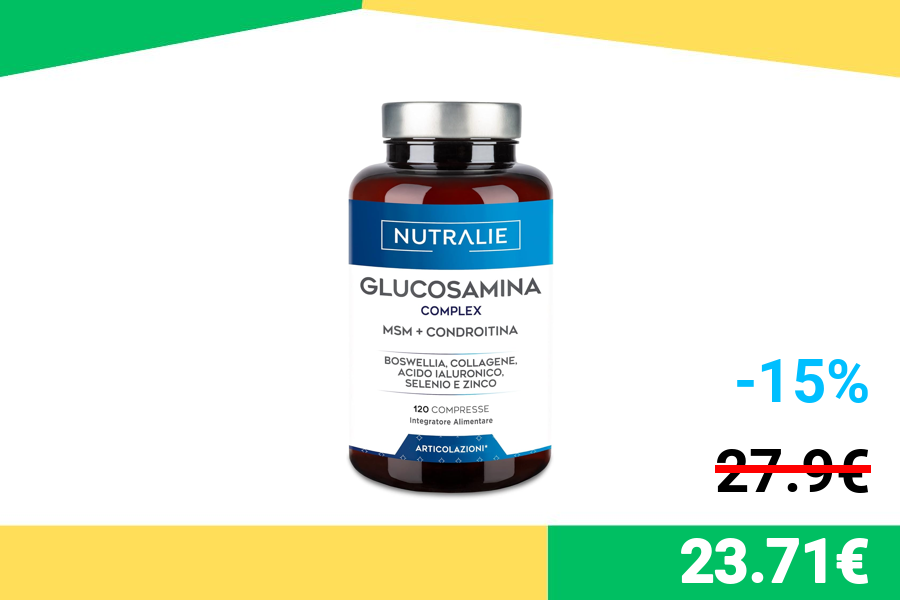 NUTRALIE
GLUCOSAMINA
COMPLEX
MSM + CONDROITINA
BOSWELLIA, COLLAGENE,
ACIDO IALURONICO,
SELENIO E ZINCO
120 COMPRESSE
Integratore Alimentare
ARTICOLAZIONI*
-15%
27.9€
23.71€